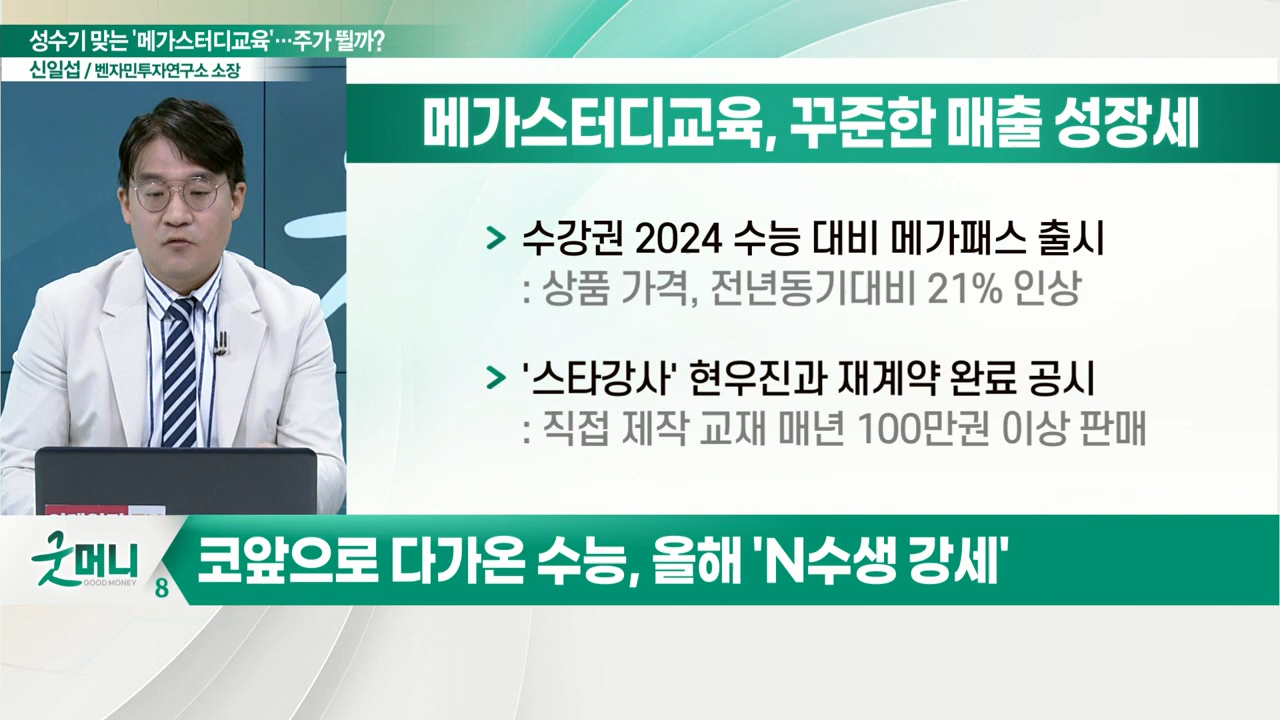 성수기 맞는 '메가스터디교육'…주가 뛸까?
신일섭 / 벤자민투자연구소 소장
메가스터디교육, 꾸준한 매출 성장세
> 수강권 2024 수능 대비 메가패스 출시
: 상품 가격, 전년동기대비 21% 인상
> '스타강사' 현우진과 재계약 완료 공시
: 직접 제작 교재 매년 100만권 이상 판매
굿머니
GOOD MONEY
8
코앞으로 다가온 수능, 올해 'N수생 강세'